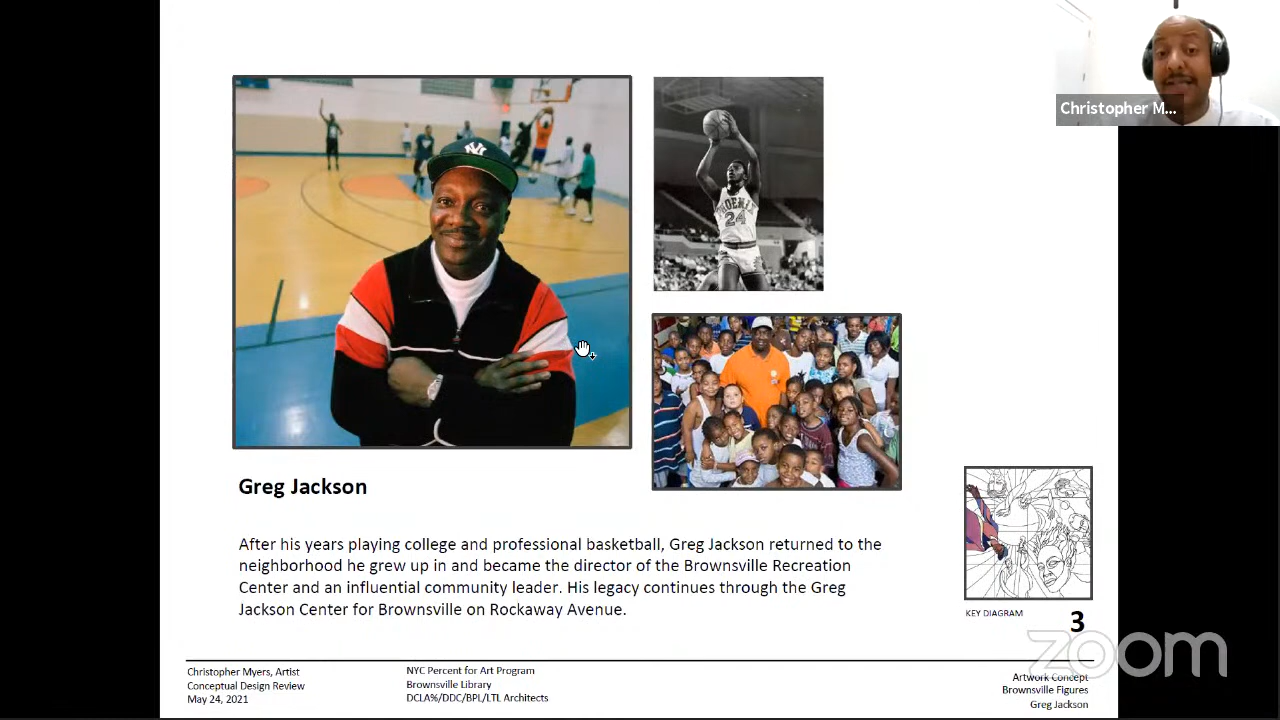 Christopher M...
NY
PHOENIX
24
Greg Jackson
After his years playing college and professional basketball, Greg Jackson returned to the
neighborhood he grew up in and became the director of the Brownsville Recreation
Center and an influential community leader. His legacy continues through the Greg
Jackson Center for Brownsville on Rockaway Avenue.
KEY DIAGRAM
3
zoom
Christopher Myers, Artist
Conceptual Design Review
May 24, 2021
NYC Percent for Art Program
Brownsville Library
DCLA%/DDC/BPL/LTL Architects
Artwork Concept
Brownsville Figures
Greg Jackson